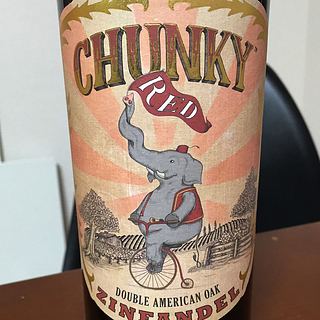 CHUNKY
RED
DOUBLE AMERICAN OAK
ZINFANDEL